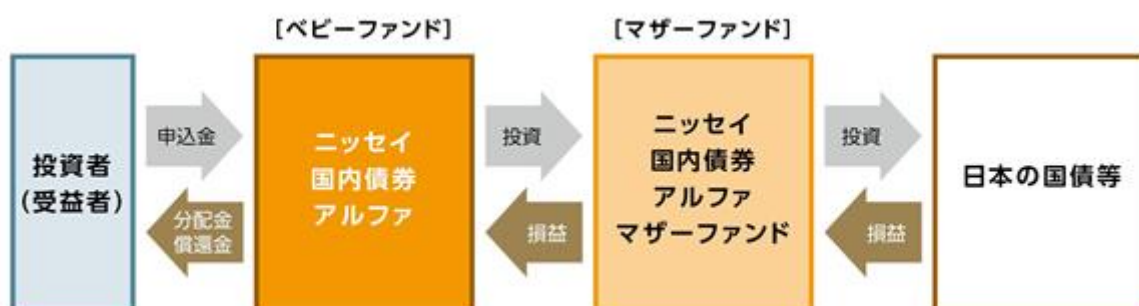 [ベビーファンド]
[マザーファンド]
投資者
(受益者)
申込金
分配金
償還金
ニッセイ
国内債券
アルファ
投資
損益
ニッセイ
国内債券
アルファ
マザーファンド
投資
損益
日本の国債等